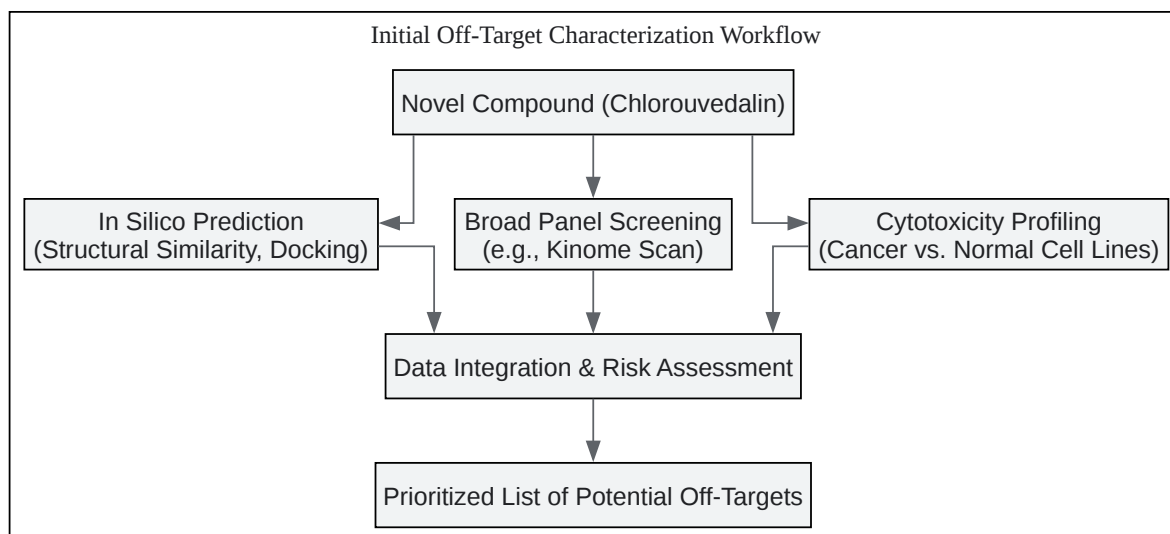 Initial Off-Target Characterization Workflow
Novel Compound (Chlorouvedalin)
In Silico Prediction
(Structural Similarity, Docking)
Broad Panel Screening
(e.g., Kinome Scan)
Cytotoxicity Profiling
(Cancer vs. Normal Cell Lines)
Data Integration & Risk Assessment
Prioritized List of Potential Off-Targets